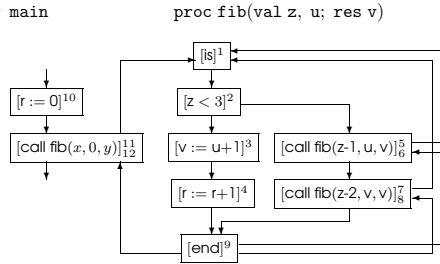 main
proc fib(val z, u; res v)
[is]¹
[r := 0]¹⁰
[z < 3]²
[call fib(x, 0, y)]¹¹₁₂
[v := u+1]³
[call fib(z-1, u, v)]⁵₆
[r := r+1]⁴
[call fib(z-2, v, v)]⁷₈
[end]⁹